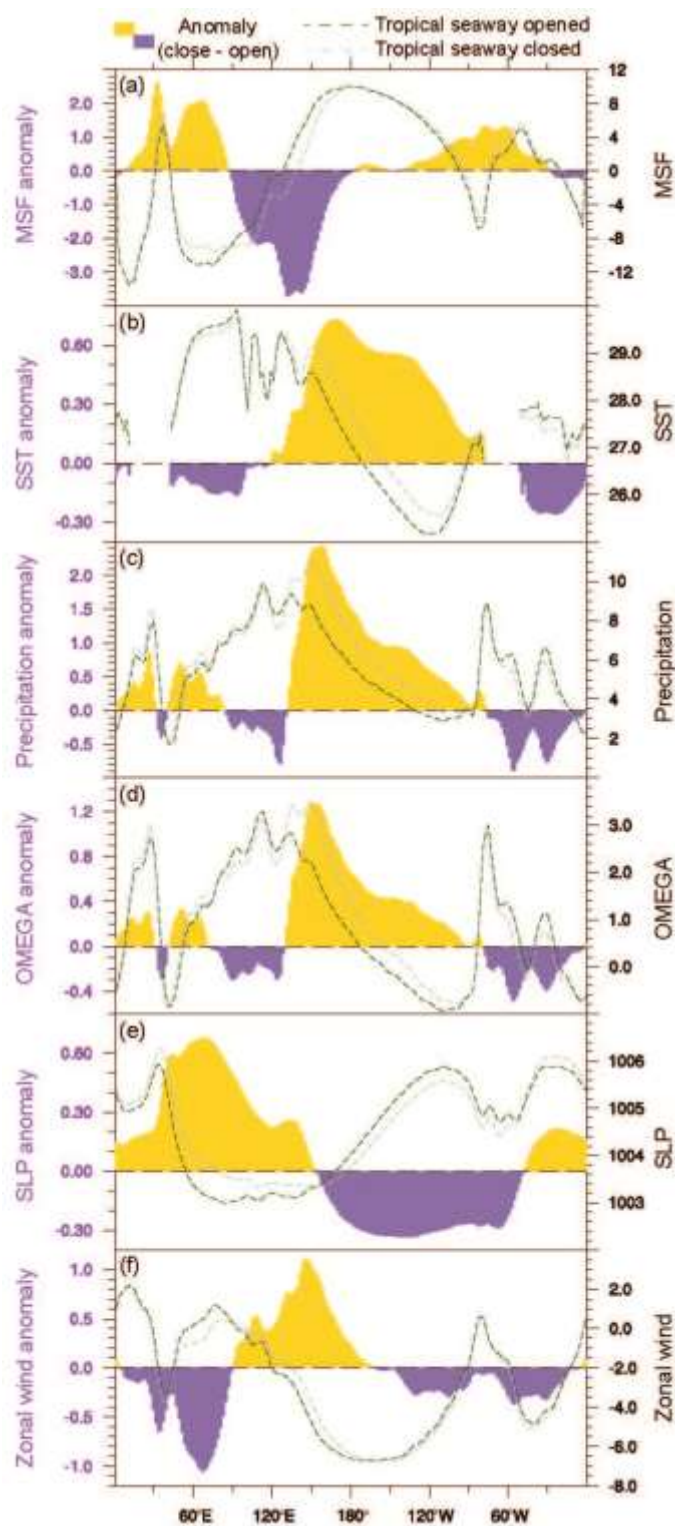 Anomaly
(close - open)
Tropical seaway opened
Tropical seaway closed
(a)
MSF anomaly
2.0
1.0
0.0
-1.0
-2.0
-3.0
12
8
4
0
-4
-8
-12
MSF
(b)
SST anomaly
0.60
0.30
0.00
-0.30
29.0
28.0
27.0
26.0
SST
(c)
Precipitation anomaly
2.0
1.5
1.0
0.5
0.0
-0.5
10
8
6
4
2
Precipitation
(d)
OMEGA anomaly
1.2
0.8
0.4
0.0
-0.4
3.0
2.0
1.0
0.0
OMEGA
(e)
SLP anomaly
0.60
0.30
0.00
-0.30
1006
1005
1004
1003
SLP
(f)
Zonal wind anomaly
1.0
0.5
0.0
-0.5
-1.0
2.0
0.0
-2.0
-4.0
-6.0
-8.0
Zonal wind
60°E
120°E
180°
120°W
60°W